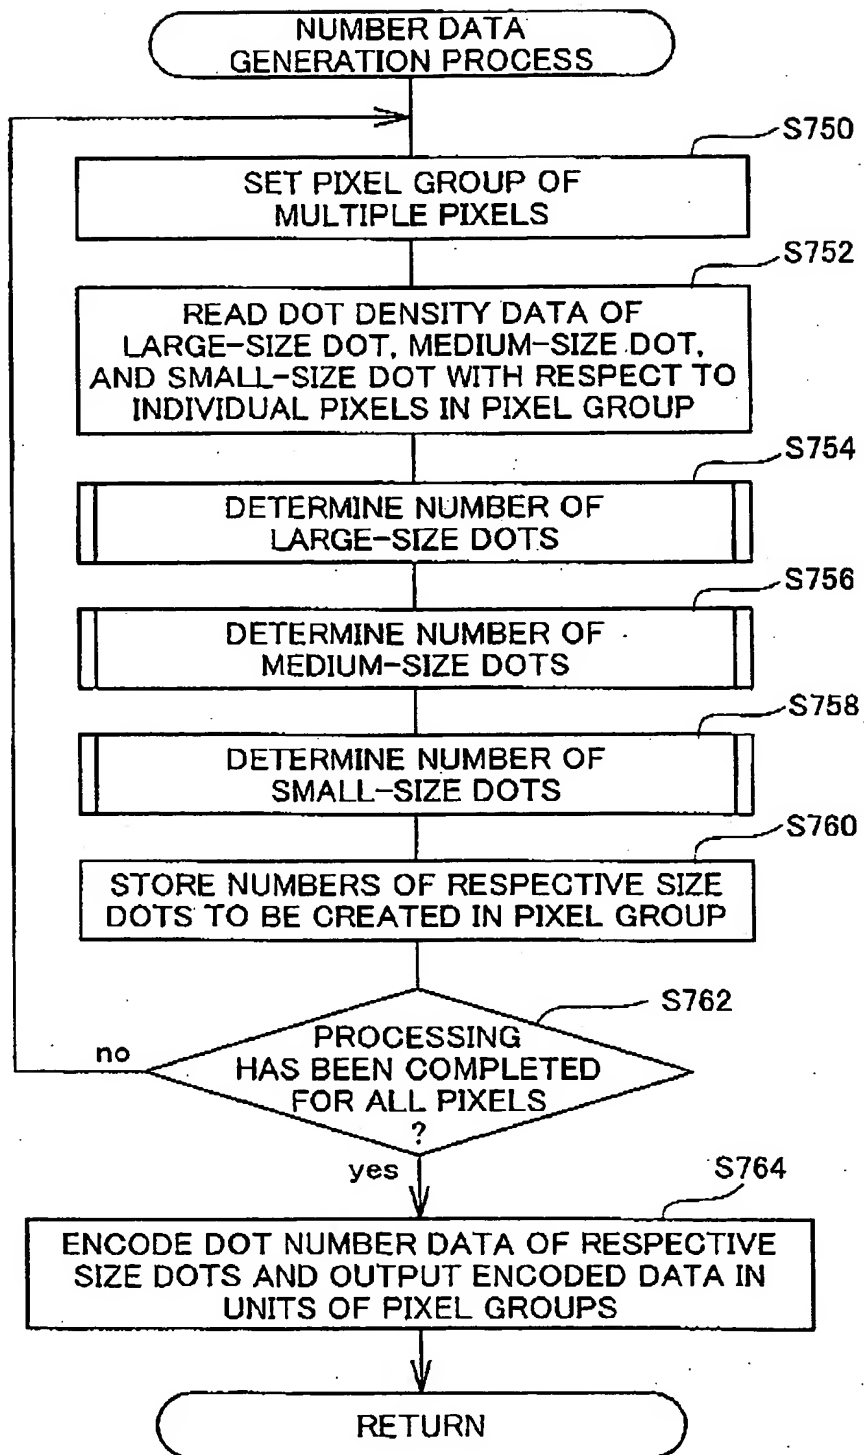 NUMBER DATA
GENERATION PROCESS
S750
SET PIXEL GROUP OF
MULTIPLE PIXELS
S752
READ DOT DENSITY DATA OF
LARGE-SIZE DOT, MEDIUM-SIZE DOT,
AND SMALL-SIZE DOT WITH RESPECT TO
INDIVIDUAL PIXELS IN PIXEL GROUP
S754
DETERMINE NUMBER OF
LARGE-SIZE DOTS
S756
DETERMINE NUMBER OF
MEDIUM-SIZE DOTS
S758
DETERMINE NUMBER OF
SMALL-SIZE DOTS
S760
STORE NUMBERS OF RESPECTIVE SIZE
DOTS TO BE CREATED IN PIXEL GROUP
S762
PROCESSING
no
HAS BEEN COMPLETED
FOR ALL PIXELS
?
yes
S764
ENCODE DOT NUMBER DATA OF RESPECTIVE
SIZE DOTS AND OUTPUT ENCODED DATA IN
UNITS OF PIXEL GROUPS
RETURN